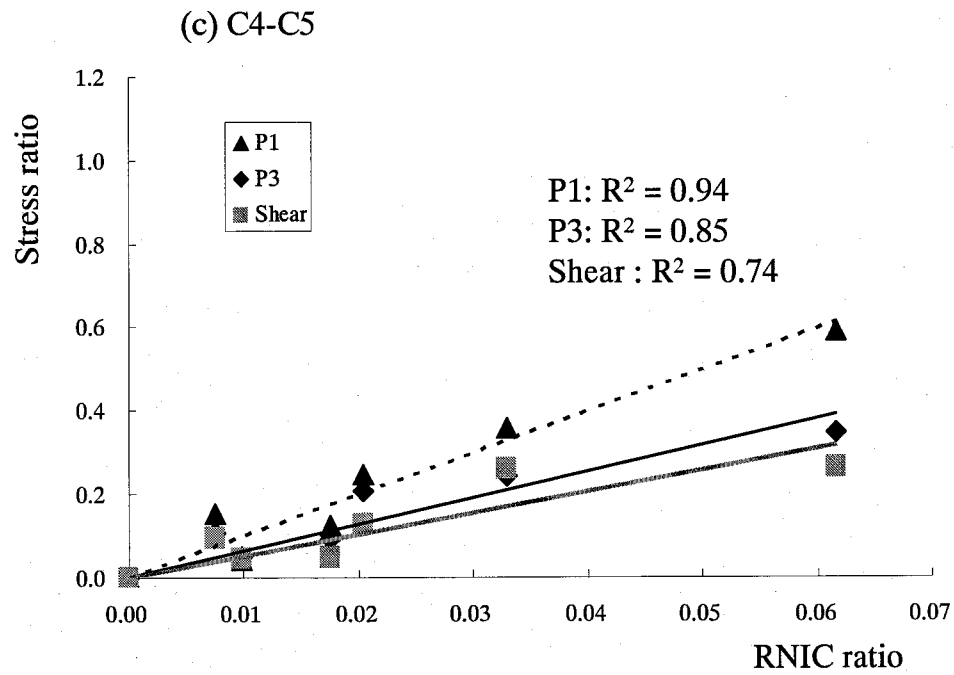 (c) C4-C5
Stress ratio
1.2
1.0
0.8
0.6
0.4
0.2
0.0
P1
P3
Shear
P1: R² = 0.94
P3: R² = 0.85
Shear : R² = 0.74
0.00 0.01 0.02 0.03 0.04 0.05 0.06 0.07
RNIC ratio